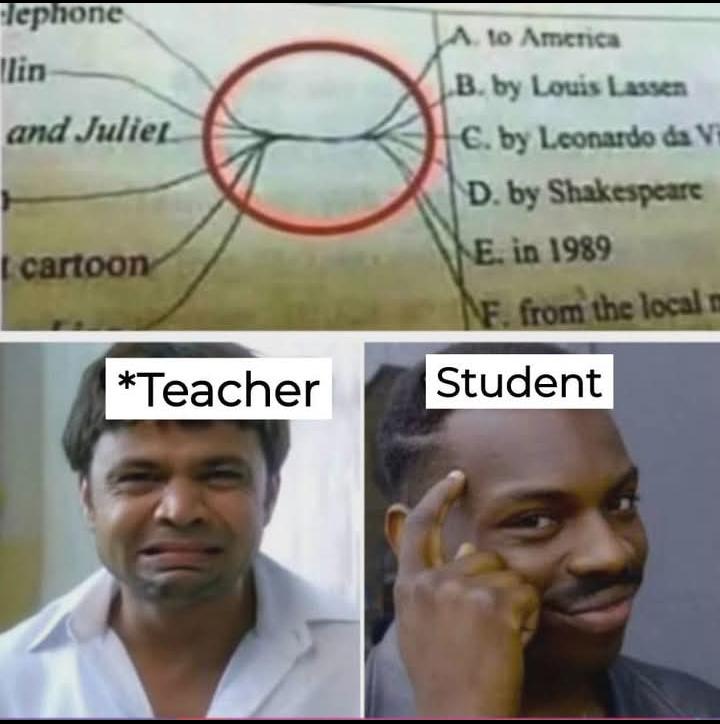 elephone
A. to America
llin
B. by Louis Lassen
and Juliet
C. by Leonardo da Vi
D. by Shakespeare
t cartoon
E. in 1989
F. from the local
*Teacher
Student